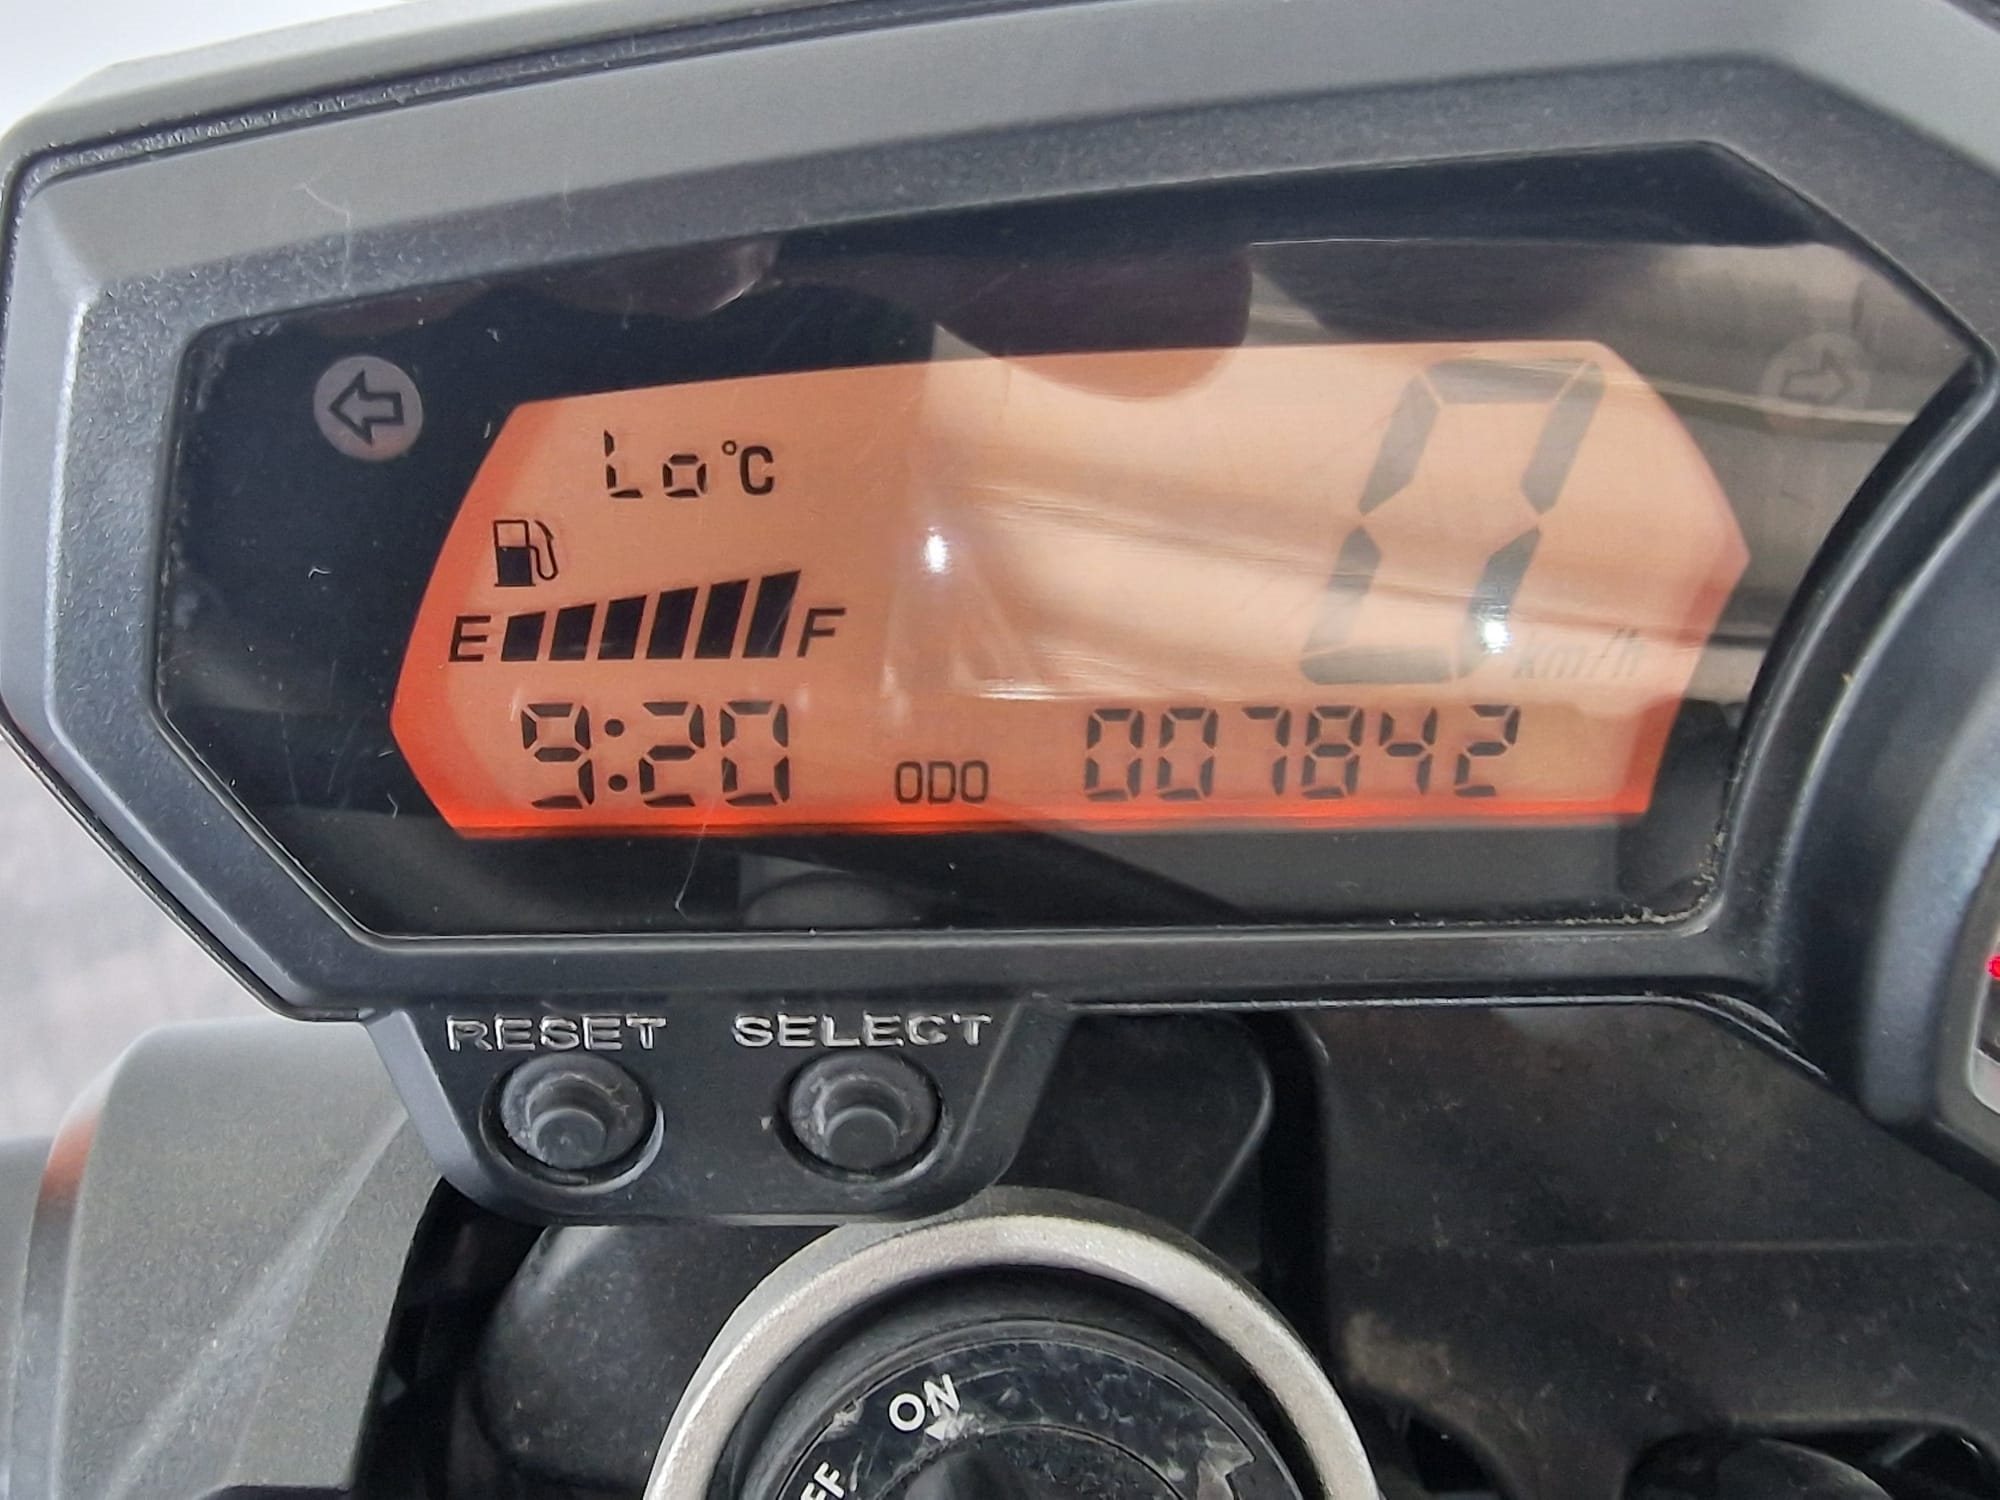 Lo°C
0
km/h
E F
9:20 ODO 007842
RESET SELECT
ON